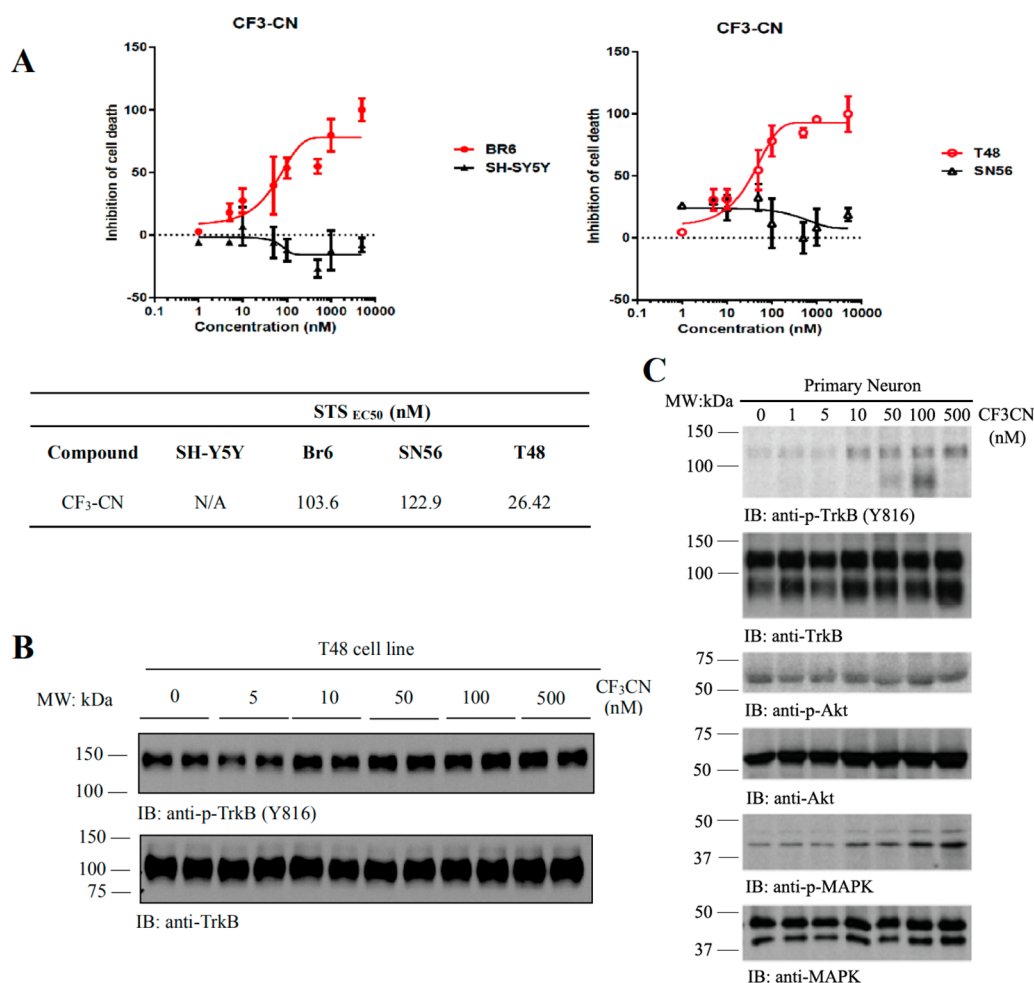 A
CF3-CN
Inhibition of cell death
150
100
50
0
-50
0.1 1 10 100 1000 10000
Concentration (nM)
BR6
SH-SY5Y
CF3-CN
Inhibition of cell death
150
100
50
0
-50
0.1 1 10 100 1000 10000
Concentration (nM)
T48
SN56
STS EC50 (nM)
Compound SH-Y5Y Br6 SN56 T48
CF3-CN N/A 103.6 122.9 26.42
B
T48 cell line
MW: kDa 0 5 10 50 100 500 CF3CN
(nM)
150
100
IB: anti-p-TrkB (Y816)
150
100
75
IB: anti-TrkB
C
Primary Neuron
MW:kDa 0 1 5 10 50 100 500 CF3CN
(nM)
150
100
IB: anti-p-TrkB (Y816)
150
100
IB: anti-TrkB
75
50
IB: anti-p-Akt
75
50
IB: anti-Akt
50
37
IB: anti-p-MAPK
50
37
IB: anti-MAPK